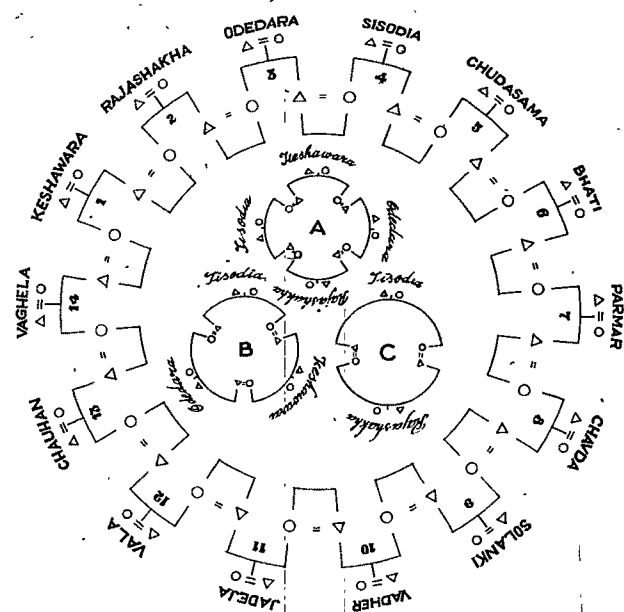 ODEDARA
SISODIA
CHUDASAMA
BHATI
PARMAR
CHAVDA
SOLANKI
VADHER
JADEJA
VALA
CHAUHAN
VAGHELA
KESHAWARA
RAJASHAKHA
3
4
5
6
7
8
9
10
11
12
13
14
1
2
Keshawara
Sisodia
A
Odedara
Rajashakha
Sisodia
B
Odedara
Keshawara
Sisodia
C
Rajashakha